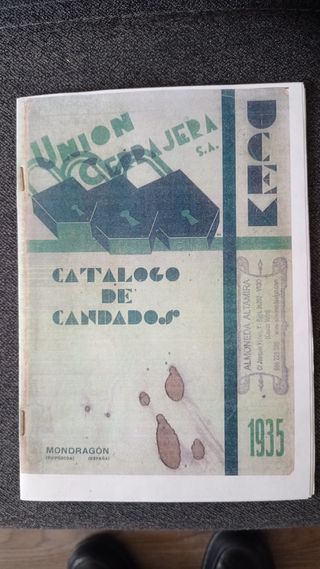 UNION
CERRAJERA
S.A.
UCEM
CATALOGO
DE
CANDADOS
ALMONEDA ALTAMIRA
MONDRAGÓN
(GUIPÚZCOA) (ESPAÑA)
1935